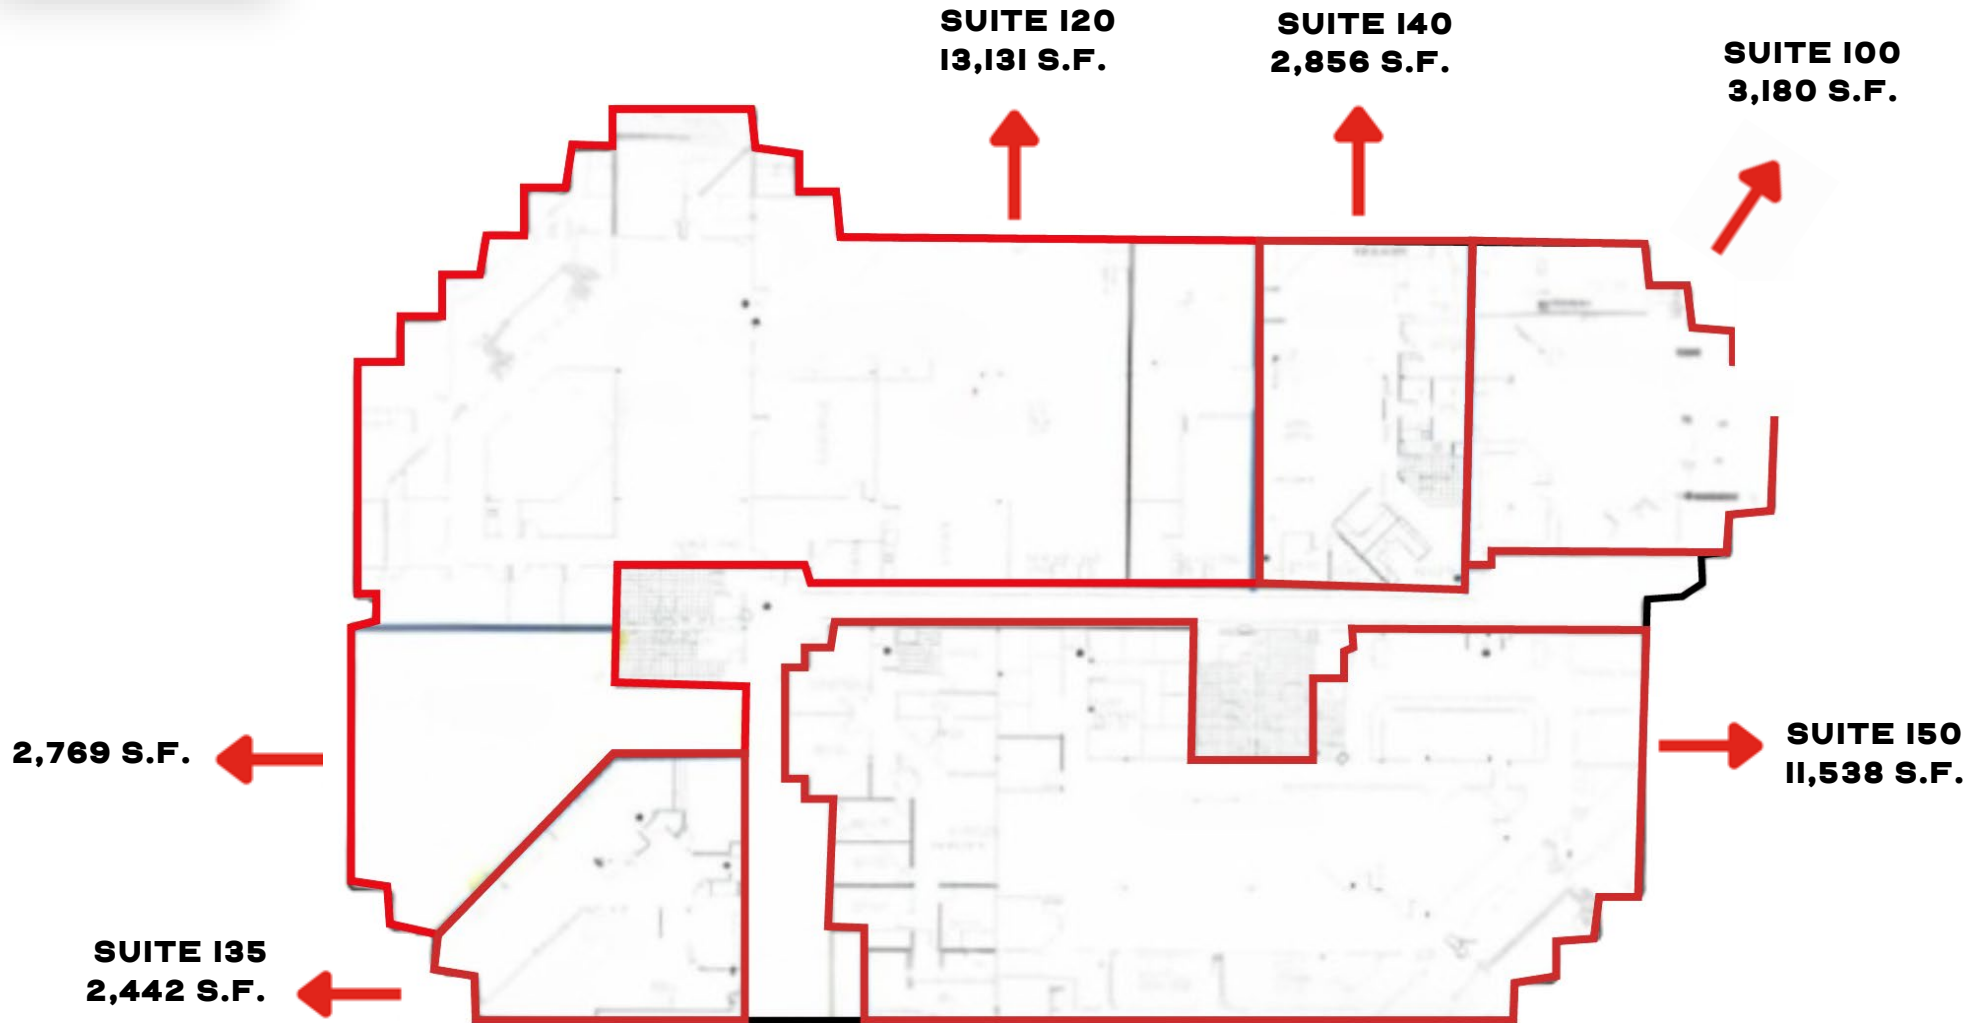 SUITE 120
13,131 S.F.
SUITE 140
2,856 S.F.
SUITE 100
3,180 S.F.
2,769 S.F.
SUITE 150
11,538 S.F.
SUITE 135
2,442 S.F.